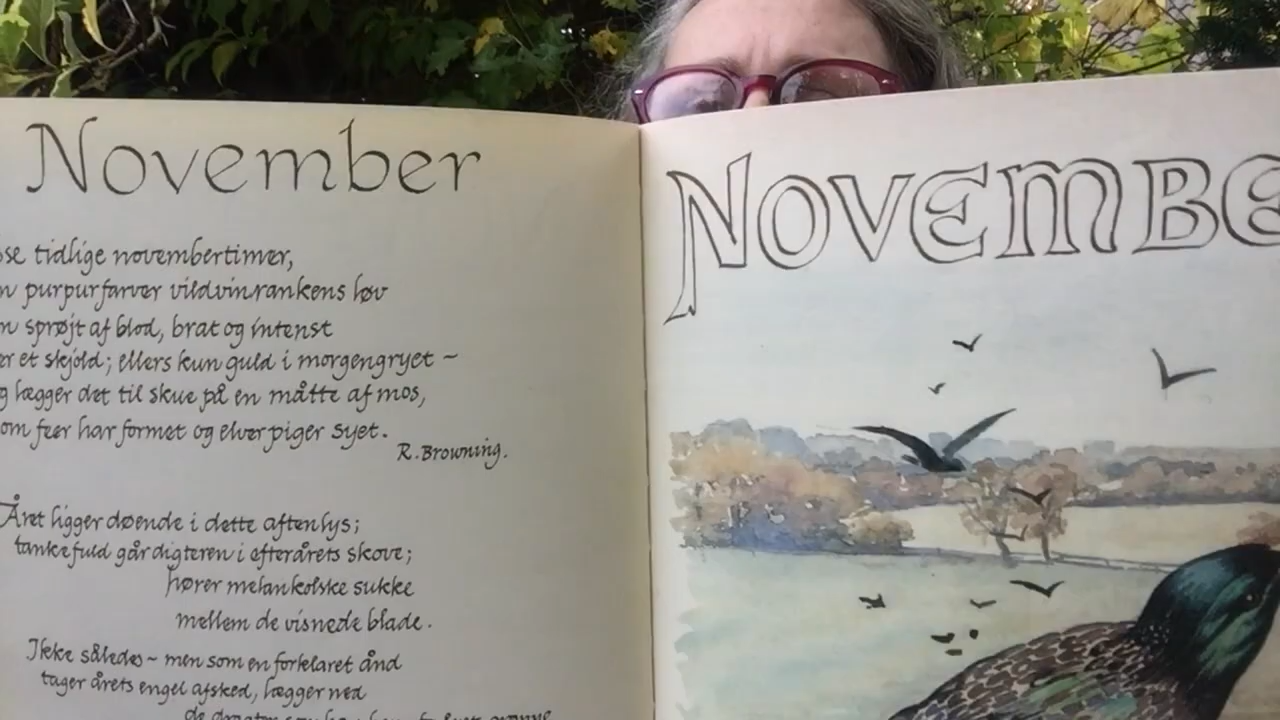 November
tidlige novembertimer,
purpurfarver vildvinrankens løv
sprøjt af blod, brat og intenst
et skjold; ellers kun guld i morgengryet ~
lægger det til skue på en måtte af mos,
som feer har formet og elverpiger syet.
R. Browning.
Året ligger døende i dette aftenlys;
tankefuld går digteren i efterårets skove;
hører melankolske sukke
mellem de visnede blade.
Ikke således ~ men som en forklaret ånd
tager årets engel afsked, lægger ned
NOVEMBE